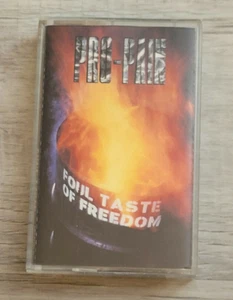 PRO-PAIN
FOUL TASTE
OF FREEDOM